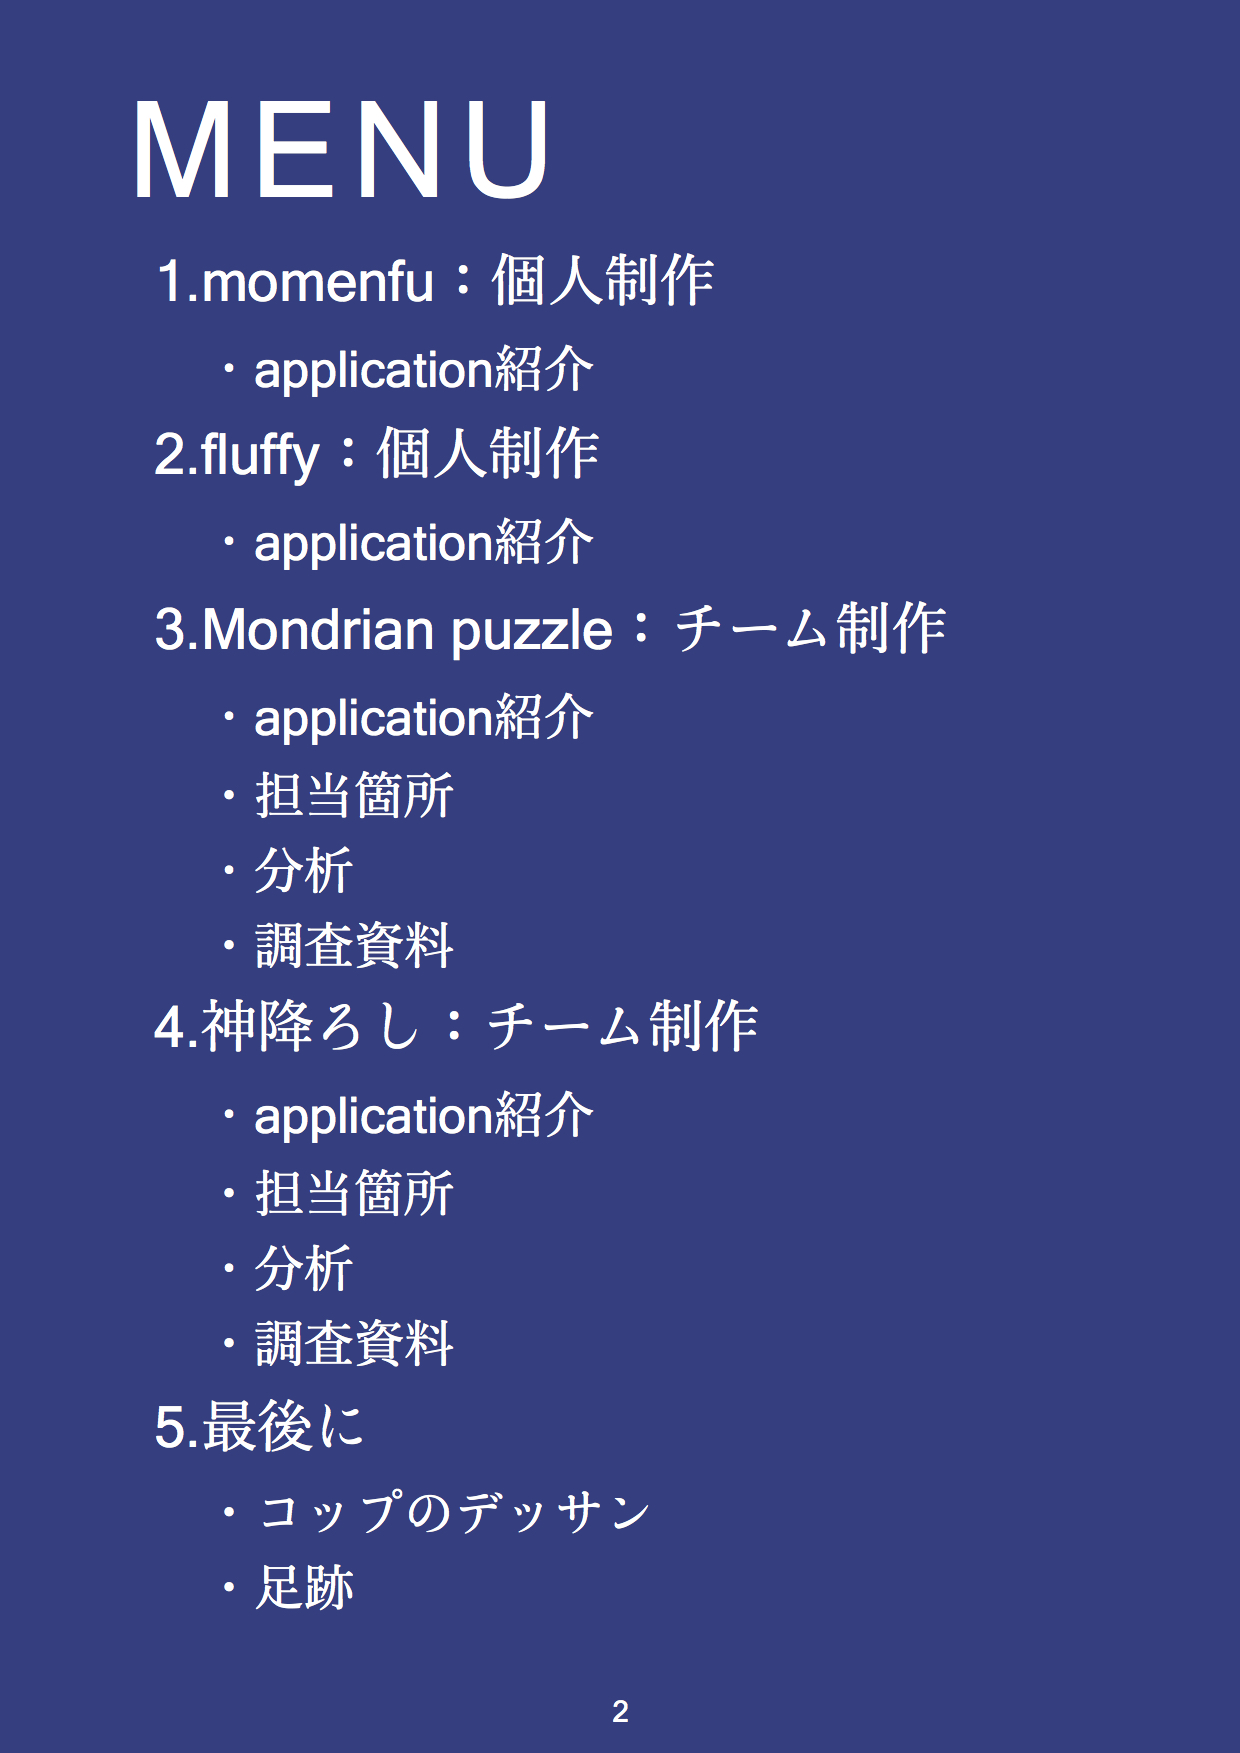 MENU
1.momenfu：個人制作
・application紹介
2.fluffy：個人制作
・application紹介
3.Mondrian puzzle：チーム制作
・application紹介
・担当箇所
・分析
・調査資料
4.神降ろし：チーム制作
・application紹介
・担当箇所
・分析
・調査資料
5.最後に
・コップのデッサン
・足跡
2